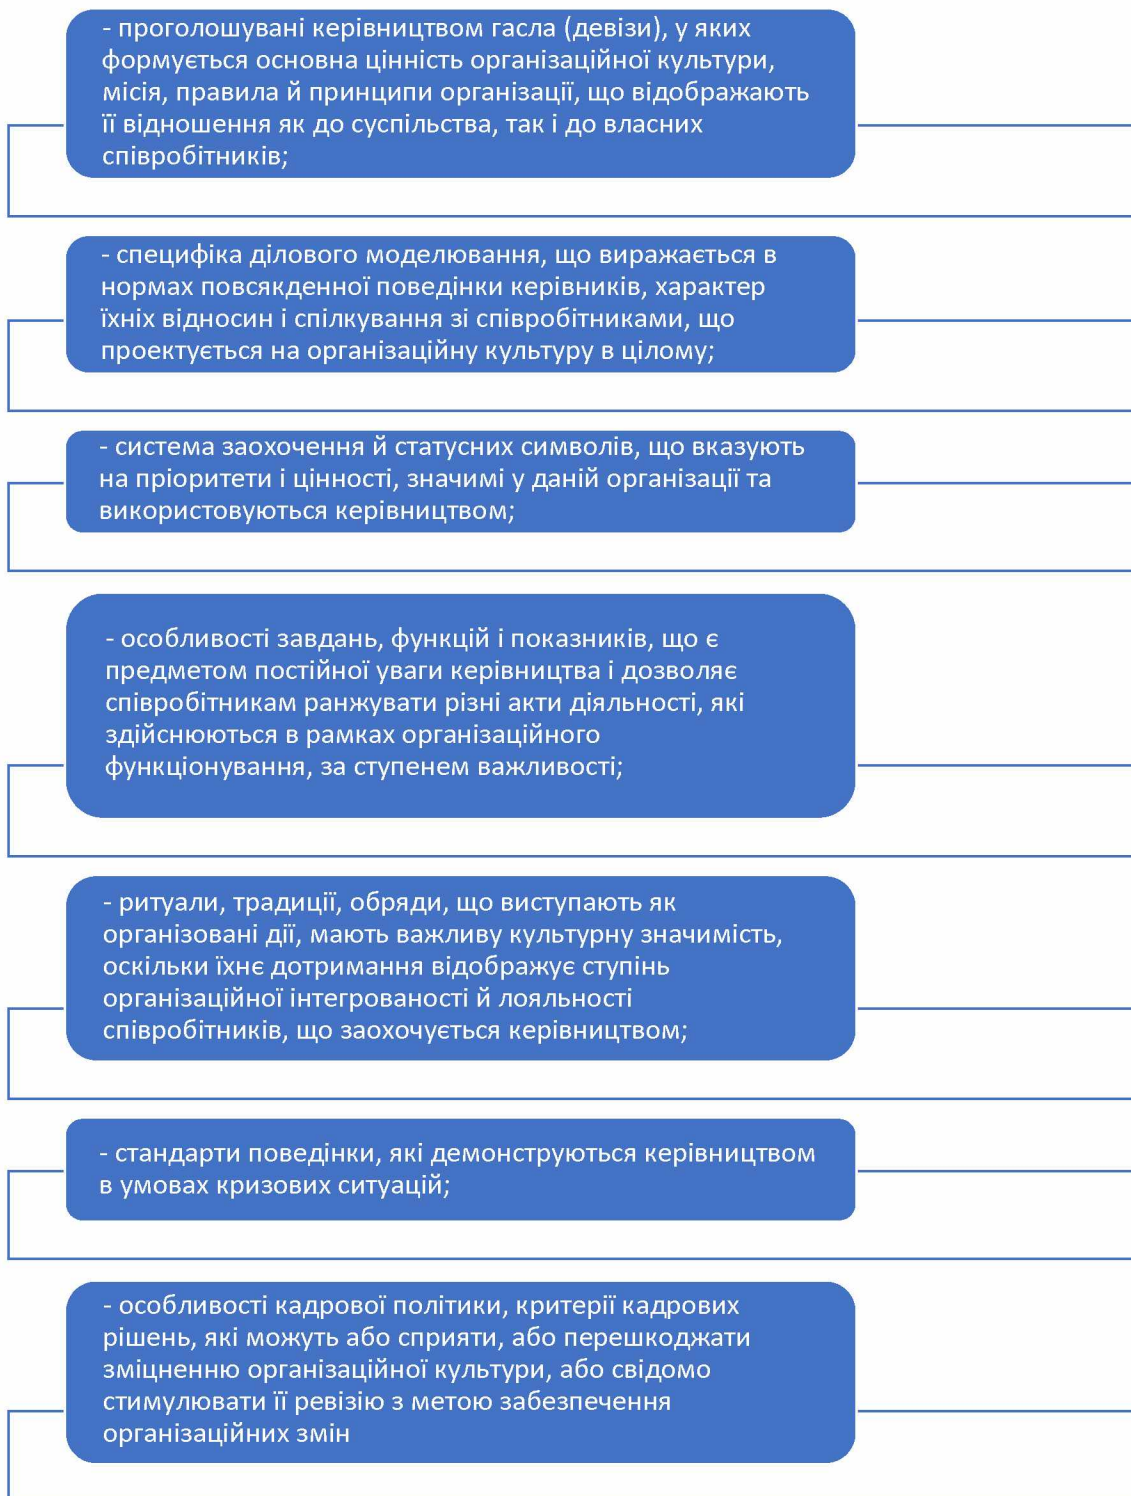 - проголошувані керівництвом гасла (девізи), у яких
формується основна цінність організаційної культури,
місія, правила й принципи організації, що відображають
її відношення як до суспільства, так і до власних
співробітників;
- специфіка ділового моделювання, що виражається в
нормах повсякденної поведінки керівників, характер
їхніх відносин і спілкування зі співробітниками, що
проектується на організаційну культуру в цілому;
- система заохочення й статусних символів, що вказують
на пріоритети і цінності, значимі у даній організації та
використовуються керівництвом;
- особливості завдань, функцій і показників, що є
предметом постійної уваги керівництва і дозволяє
співробітникам ранжувати різні акти діяльності, які
здійснюються в рамках організаційного
функціонування, за ступенем важливості;
- ритуали, традиції, обряди, що виступають як
організовані дії, мають важливу культурну значимість,
оскільки їхнє дотримання відображує ступінь
організаційної інтегрованості й лояльності
співробітників, що заохочується керівництвом;
- стандарти поведінки, які демонструються керівництвом
в умовах кризових ситуацій;
- особливості кадрової політики, критерії кадрових
рішень, які можуть або сприяти, або перешкоджати
зміцненню організаційної культури, або свідомо
стимулювати її ревізію з метою забезпечення
організаційних змін